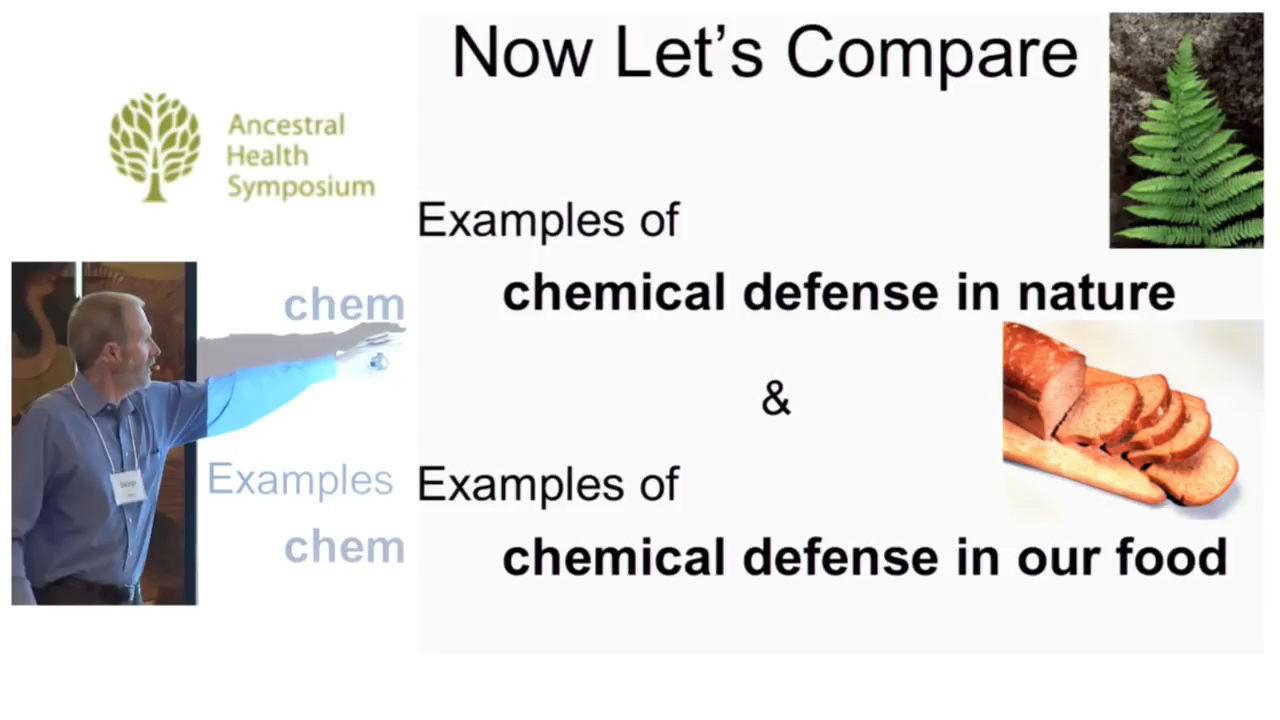 Now Let’s Compare
Ancestral
Health
Symposium
Examples of
chemical defense in nature
chem
&
Examples of
Examples
chemical defense in our food
chem